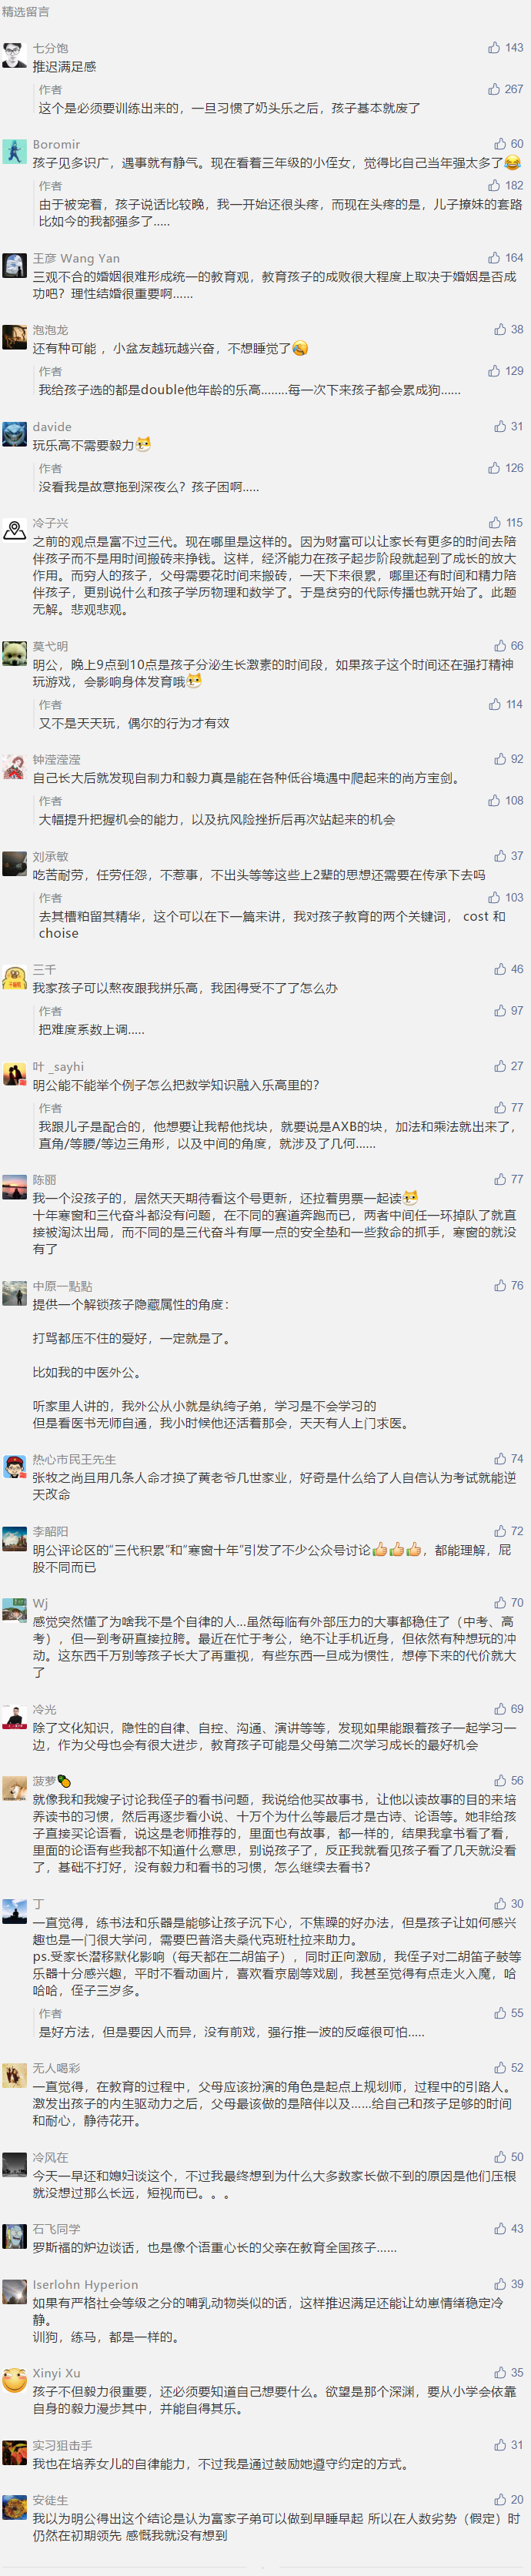 精选留言
七分饱
143
推迟满足感
作者
267
这个是必须要训练出来的，一旦习惯了奶头乐之后，孩子基本就废了
Boromir
60
孩子见多识广，遇事就有静气。现在看着三年级的小侄女，觉得比自己当年强太多了😂
作者
182
由于被宠着，孩子说话比较晚，我一开始还很头疼，而现在头疼的是，儿子撩妹的套路
比如今的我都强多了.....
王彦 Wang Yan
164
三观不合的婚姻很难形成统一的教育观，教育孩子的成败很大程度上取决于婚姻是否成
功吧？理性结婚很重要啊……
泡泡龙
38
还有种可能 ，小盆友越玩越兴奋，不想睡觉了
作者
129
我给孩子选的都是double他年龄的乐高........每一次下来孩子都会累成狗......
davide
31
玩乐高不需要毅力
作者
126
没看我是故意拖到深夜么？孩子困啊.....
冷子兴
115
之前的观点是富不过三代。现在哪里是这样的。因为财富可以让家长有更多的时间去陪
伴孩子而不是用时间搬砖来挣钱。这样，经济能力在孩子起步阶段就起到了成长的放大
作用。而穷人的孩子，父母需要花时间来搬砖，一天下来很累，哪里还有时间和精力陪
伴孩子，更别说什么和孩子学历物理和数学了。于是贫穷的代际传播也就开始了。此题
无解。悲观悲观。
莫弋明
66
明公，晚上9点到10点是孩子分泌生长激素的时间段，如果孩子这个时间还在强打精神
玩游戏，会影响身体发育哦
作者
114
又不是天天玩，偶尔的行为才有效
钟滢滢滢
92
自己长大后就发现自制力和毅力真是能在各种低谷境遇中爬起来的尚方宝剑。
作者
108
大幅提升把握机会的能力，以及抗风险挫折后再次站起来的机会
刘承敏
37
吃苦耐劳，任劳任怨，不惹事，不出头等等这些上2辈的思想还需要在传承下去吗
作者
103
去其槽粕留其精华，这个可以在下一篇来讲，我对孩子教育的两个关键词， cost 和
choise
三千
46
我家孩子可以熬夜跟我拼乐高，我困得受不了了怎么办
作者
97
把难度系数上调.....
叶 _sayhi
27
明公能不能举个例子怎么把数学知识融入乐高里的？
作者
77
我跟儿子是配合的，他想要让我帮他找块，就要说是AXB的块，加法和乘法就出来了，
直角/等腰/等边三角形，以及中间的角度，就涉及了几何......
陈丽
77
我一个没孩子的，居然天天期待看这个号更新，还拉着男票一起读
十年寒窗和三代奋斗都没有问题，在不同的赛道奔跑而已，两者中间任一环掉队了就直
接被淘汰出局，而不同的是三代奋斗有厚一点的安全垫和一些救命的抓手，寒窗的就没
有了
中原一點點
76
提供一个解锁孩子隐藏属性的角度：
打骂都压不住的爱好，一定就是了。
比如我的中医外公。
听家里人讲的，我外公从小就是纨绔子弟，学习是不会学习的
但是看医书无师自通，我小时候他还活着那会，天天有人上门求医。
热心市民王先生
74
张牧之尚且用几条人命才换了黄老爷几世家业，好奇是什么给了人自信认为考试就能逆
天改命
李韶阳
72
明公评论区的“三代积累”和“寒窗十年”引发了不少公众号讨论👍👍👍，都能理解，屁
股不同而已
Wj
70
感觉突然懂了为啥我不是个自律的人...虽然每临有外部压力的大事都稳住了（中考、高
考），但一到考研直接拉胯。最近在忙于考公，绝不让手机近身，但依然有种想玩的冲
动。这东西千万别等孩子长大了再重视，有些东西一旦成为惯性，想停下来的代价就大
了
冷光
69
除了文化知识，隐性的自律、自控、沟通、演讲等等，发现如果能跟着孩子一起学习一
边，作为父母也会有很大进步，教育孩子可能是父母第二次学习成长的最好机会
菠萝🍍
56
就像我和我嫂子讨论我侄子的看书问题，我说给他买故事书，让他以读故事的目的来培
养读书的习惯，然后再逐步看小说、十万个为什么等最后才是古诗、论语等。她非给孩
子直接买论语看，说这是老师推荐的，里面也有故事，都一样的，结果我拿书看了看，
里面的论语有些我都不知道什么意思，别说孩子了，反正我就看见孩子看了几天就没看
了，基础不打好，没有毅力和看书的习惯，怎么继续去看书？
丁
30
一直觉得，练书法和乐器是能够让孩子沉下心，不焦躁的好办法，但是孩子让如何感兴
趣也是一门很大学问，需要巴普洛夫桑代克班杜拉来助力。
ps.受家长潜移默化影响（每天都在二胡笛子），同时正向激励，我侄子对二胡笛子鼓等
乐器十分感兴趣，平时不看动画片，喜欢看京剧等戏剧，我甚至觉得有点走火入魔，哈
哈哈，侄子三岁多。
作者
55
是好方法，但是要因人而异，没有前戏，强行推一波的反噬很可怕.....
无人喝彩
52
一直觉得，在教育的过程中，父母应该扮演的角色是起点上规划师，过程中的引路人。
激发出孩子的内生驱动力之后，父母最该做的是陪伴以及……给自己和孩子足够的时间
和耐心，静待花开。
冷风在
50
今天一早还和媳妇谈这个，不过我最终想到为什么大多数家长做不到的原因是他们压根
就没想过那么长远，短视而已。。。
石飞同学
43
罗斯福的炉边谈话，也是像个语重心长的父亲在教育全国孩子……
Iserlohn Hyperion
39
如果有严格社会等级之分的哺乳动物类似的话，这样推迟满足还能让幼崽情绪稳定冷
静。
训狗，练马，都是一样的。
Xinyi Xu
35
孩子不但毅力很重要，还必须要知道自己想要什么。欲望是那个深渊，要从小学会依靠
自身的毅力漫步其中，并能自得其乐。
实习狙击手
31
我也在培养女儿的自律能力，不过我是通过鼓励她遵守约定的方式。
安徒生
20
我以为明公得出这个结论是认为富家子弟可以做到早睡早起 所以在人数劣势（假定）时
仍然在初期领先 感慨我就没有想到